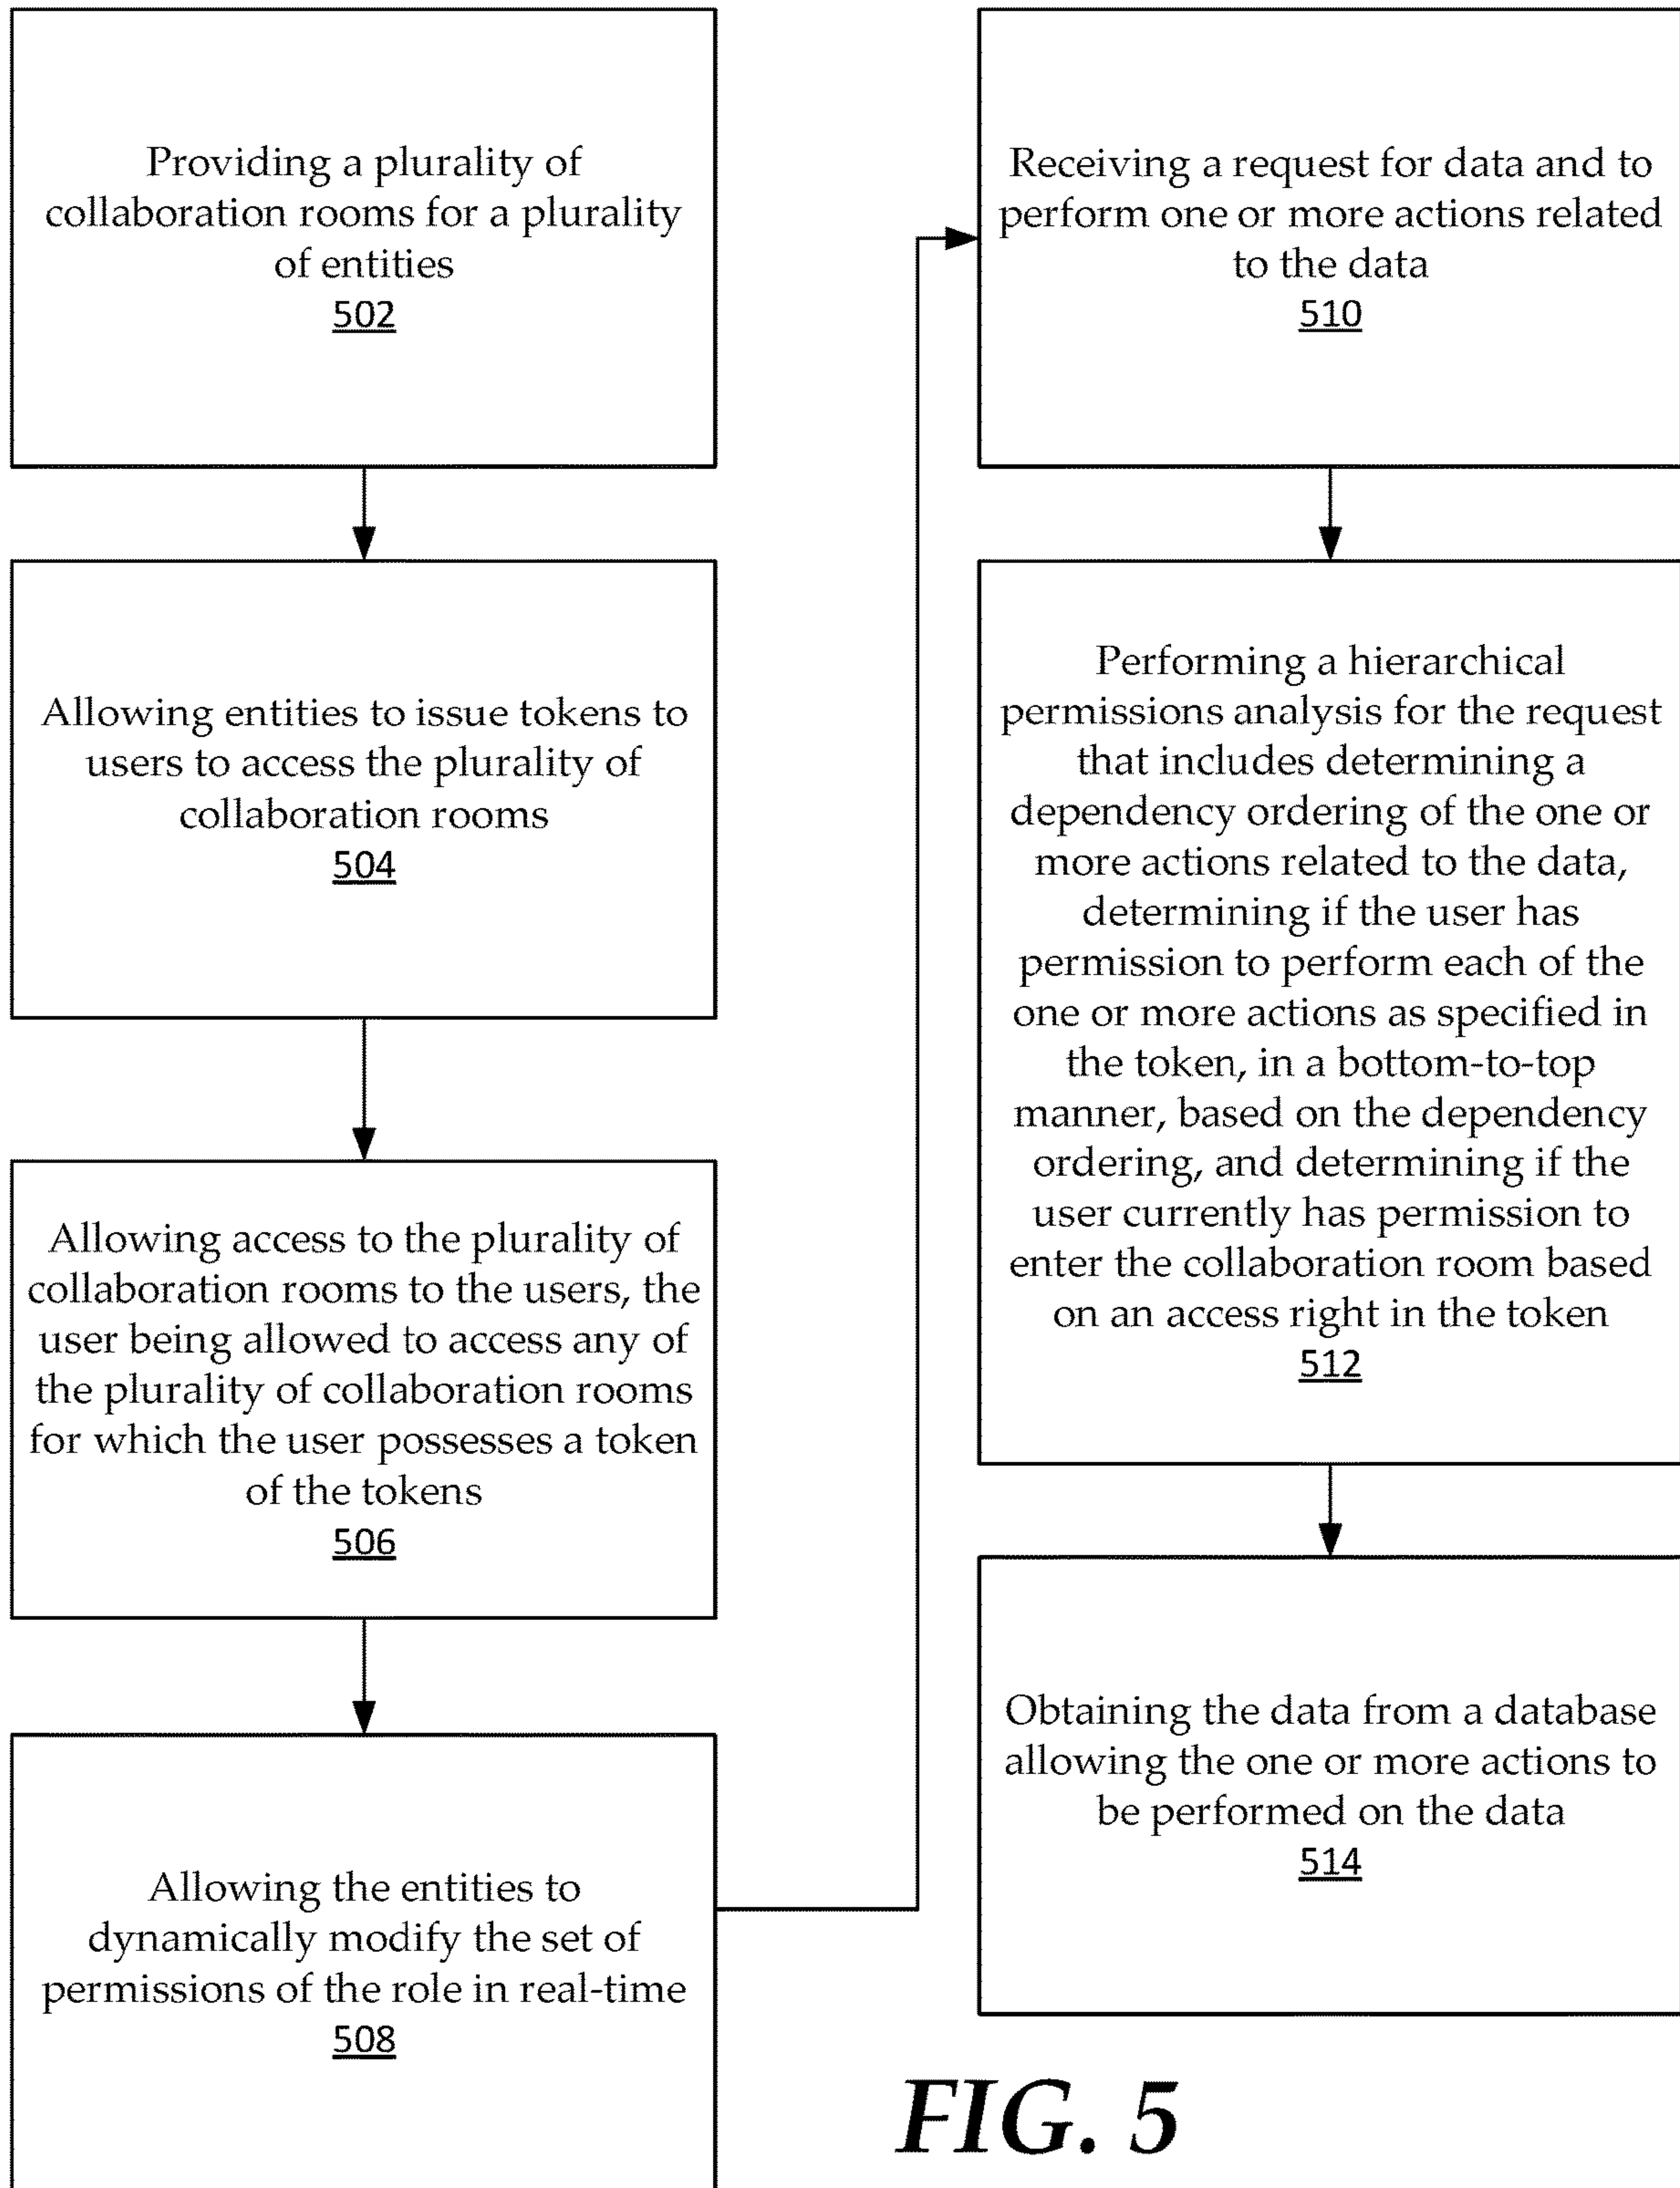 Providing a plurality of
collaboration rooms for a plurality
of entities
502
Allowing entities to issue tokens to
users to access the plurality of
collaboration rooms
504
Allowing access to the plurality of
collaboration rooms to the users, the
user being allowed to access any of
the plurality of collaboration rooms
for which the user possesses a token
of the tokens
506
Allowing the entities to
dynamically modify the set of
permissions of the role in real-time
508
Receiving a request for data and to
perform one or more actions related
to the data
510
Performing a hierarchical
permissions analysis for the request
that includes determining a
dependency ordering of the one or
more actions related to the data,
determining if the user has
permission to perform each of the
one or more actions as specified in
the token, in a bottom-to-top
manner, based on the dependency
ordering, and determining if the
user currently has permission to
enter the collaboration room based
on an access right in the token
512
Obtaining the data from a database
allowing the one or more actions to
be performed on the data
514
FIG. 5